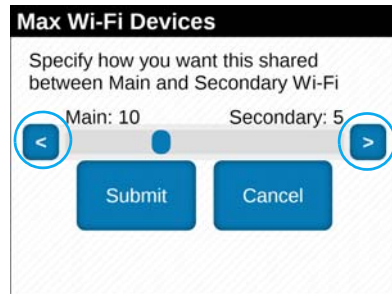 Max Wi-Fi Devices
Specify how you want this shared
between Main and Secondary Wi-Fi
Main: 10 Secondary: 5
< >
Submit Cancel